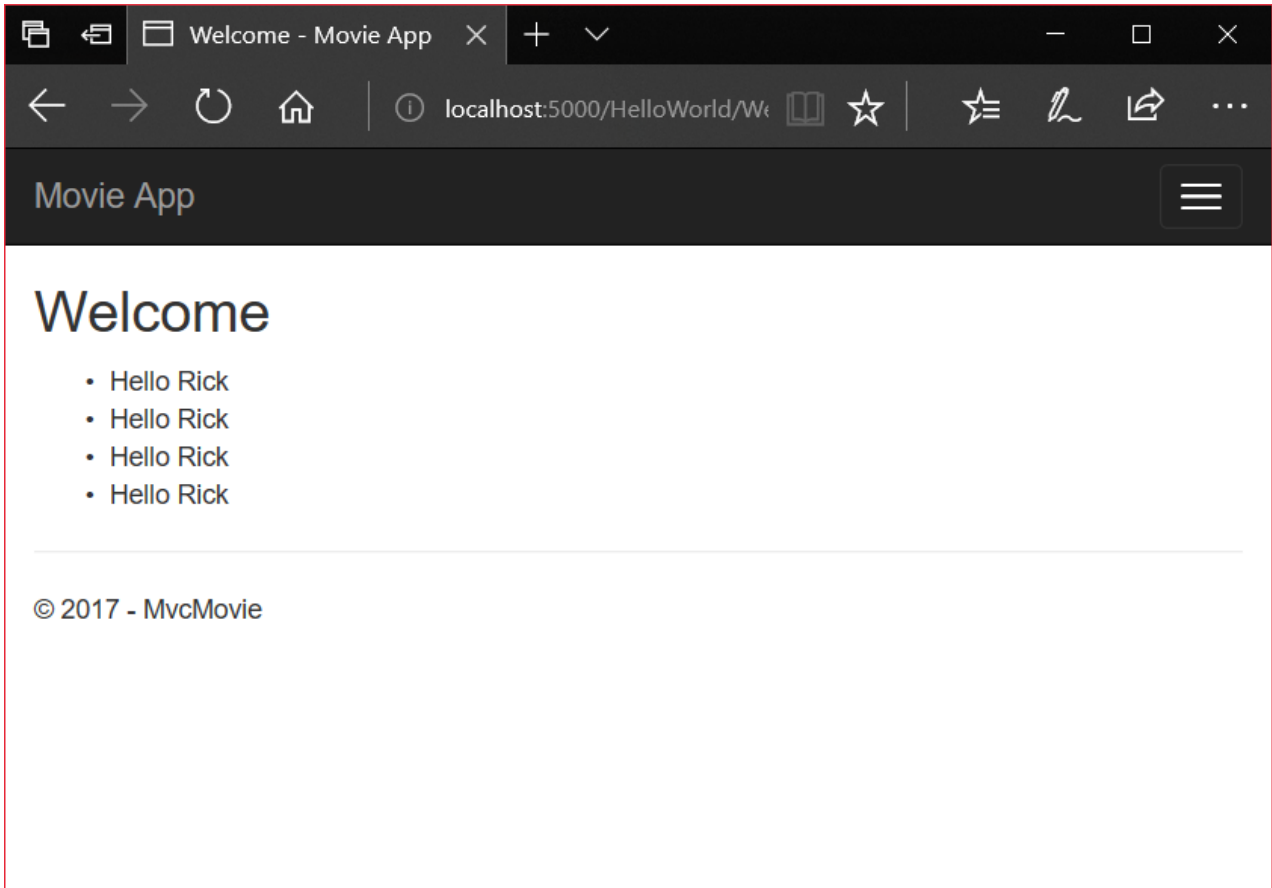 Welcome - Movie App
localhost:5000/HelloWorld/We
Movie App
Welcome
• Hello Rick
• Hello Rick
• Hello Rick
• Hello Rick
© 2017 - MvcMovie